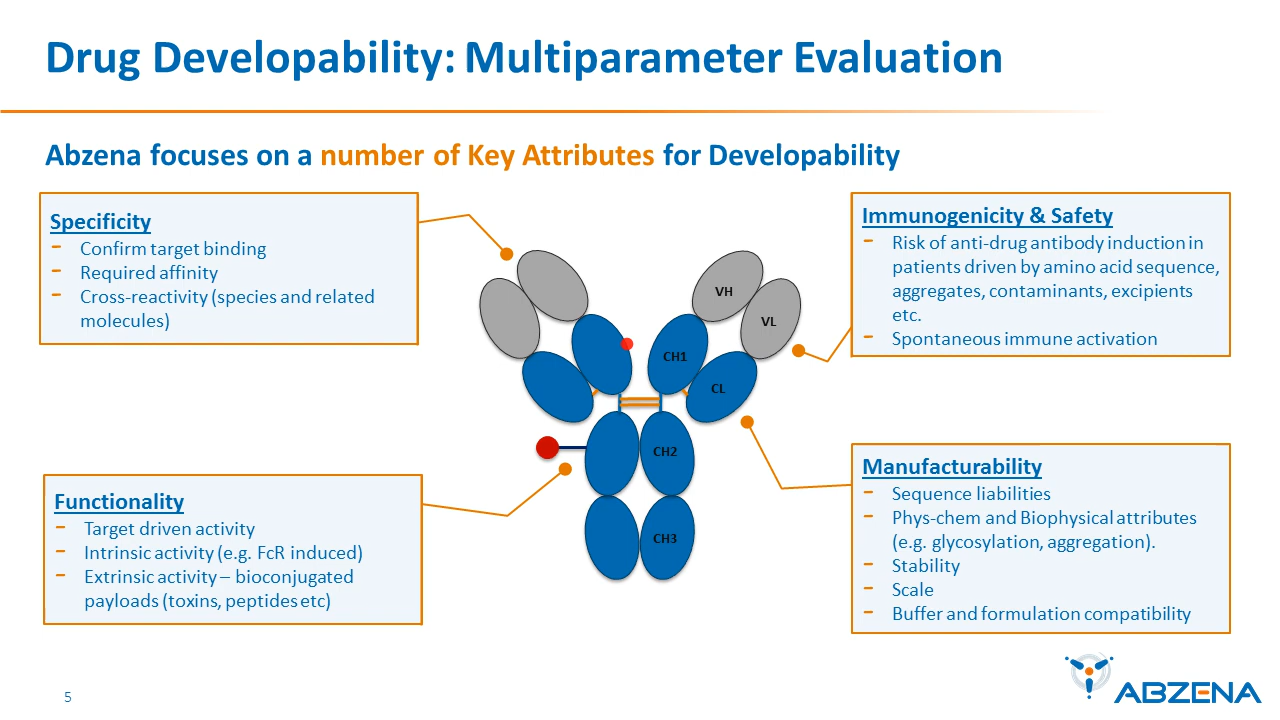 Drug Developability: Multiparameter Evaluation
Abzena focuses on a number of Key Attributes for Developability
Specificity
- Confirm target binding
- Required affinity
- Cross-reactivity (species and related
molecules)
Immunogenicity & Safety
- Risk of anti-drug antibody induction in
patients driven by amino acid sequence,
aggregates, contaminants, excipients
etc.
- Spontaneous immune activation
VH
VL
CH1
CL
CH2
CH3
Functionality
- Target driven activity
- Intrinsic activity (e.g. FcR induced)
- Extrinsic activity – bioconjugated
payloads (toxins, peptides etc)
Manufacturability
- Sequence liabilities
- Phys-chem and Biophysical attributes
(e.g. glycosylation, aggregation).
- Stability
- Scale
- Buffer and formulation compatibility
5
ABZENA